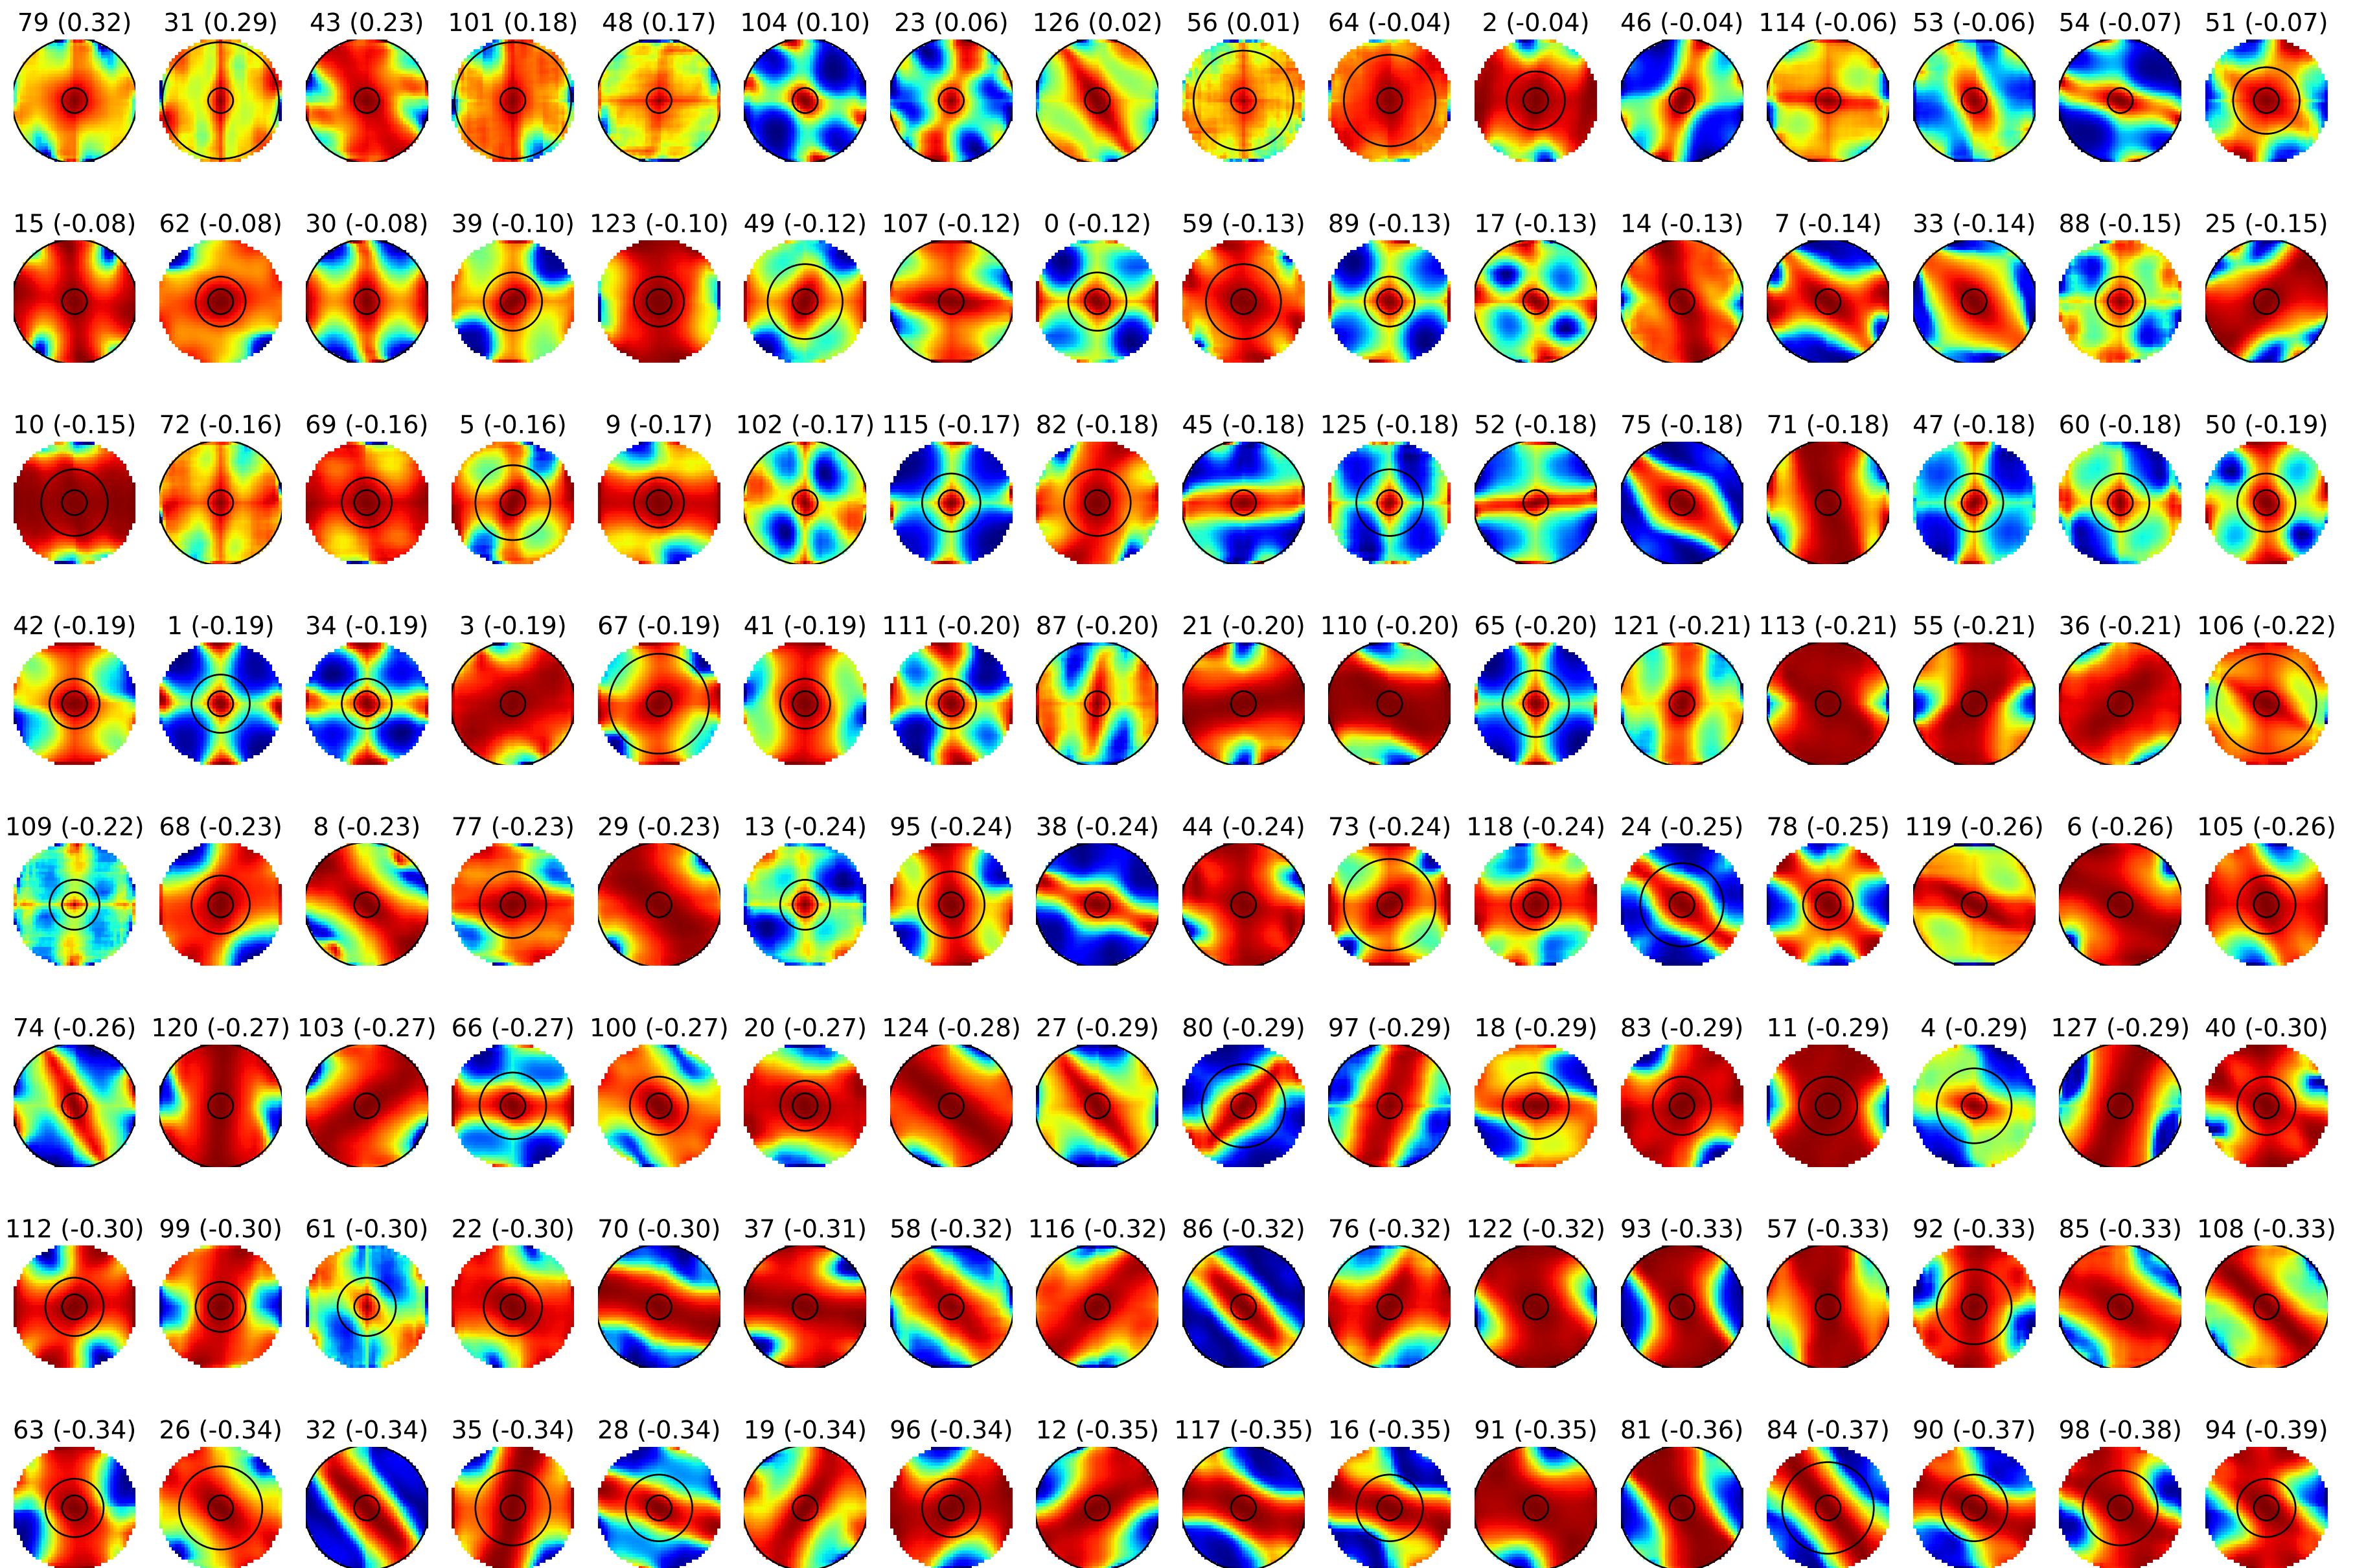 79 (0.32) 31 (0.29) 43 (0.23) 101 (0.18) 48 (0.17) 104 (0.10) 23 (0.06) 126 (0.02) 56 (0.01) 64 (-0.04) 2 (-0.04) 46 (-0.04) 114 (-0.06) 53 (-0.06) 54 (-0.07) 51 (-0.07)
15 (-0.08) 62 (-0.08) 30 (-0.08) 39 (-0.10) 123 (-0.10) 49 (-0.12) 107 (-0.12) 0 (-0.12) 59 (-0.13) 89 (-0.13) 17 (-0.13) 14 (-0.13) 7 (-0.14) 33 (-0.14) 88 (-0.15) 25 (-0.15)
10 (-0.15) 72 (-0.16) 69 (-0.16) 5 (-0.16) 9 (-0.17) 102 (-0.17) 115 (-0.17) 82 (-0.18) 45 (-0.18) 125 (-0.18) 52 (-0.18) 75 (-0.18) 71 (-0.18) 47 (-0.18) 60 (-0.18) 50 (-0.19)
42 (-0.19) 1 (-0.19) 34 (-0.19) 3 (-0.19) 67 (-0.19) 41 (-0.19) 111 (-0.20) 87 (-0.20) 21 (-0.20) 110 (-0.20) 65 (-0.20) 121 (-0.21) 113 (-0.21) 55 (-0.21) 36 (-0.21) 106 (-0.22)
109 (-0.22) 68 (-0.23) 8 (-0.23) 77 (-0.23) 29 (-0.23) 13 (-0.24) 95 (-0.24) 38 (-0.24) 44 (-0.24) 73 (-0.24) 118 (-0.24) 24 (-0.25) 78 (-0.25) 119 (-0.26) 6 (-0.26) 105 (-0.26)
74 (-0.26) 120 (-0.27) 103 (-0.27) 66 (-0.27) 100 (-0.27) 20 (-0.27) 124 (-0.28) 27 (-0.29) 80 (-0.29) 97 (-0.29) 18 (-0.29) 83 (-0.29) 11 (-0.29) 4 (-0.29) 127 (-0.29) 40 (-0.30)
112 (-0.30) 99 (-0.30) 61 (-0.30) 22 (-0.30) 70 (-0.30) 37 (-0.31) 58 (-0.32) 116 (-0.32) 86 (-0.32) 76 (-0.32) 122 (-0.32) 93 (-0.33) 57 (-0.33) 92 (-0.33) 85 (-0.33) 108 (-0.33)
63 (-0.34) 26 (-0.34) 32 (-0.34) 35 (-0.34) 28 (-0.34) 19 (-0.34) 96 (-0.34) 12 (-0.35) 117 (-0.35) 16 (-0.35) 91 (-0.35) 81 (-0.36) 84 (-0.37) 90 (-0.37) 98 (-0.38) 94 (-0.39)